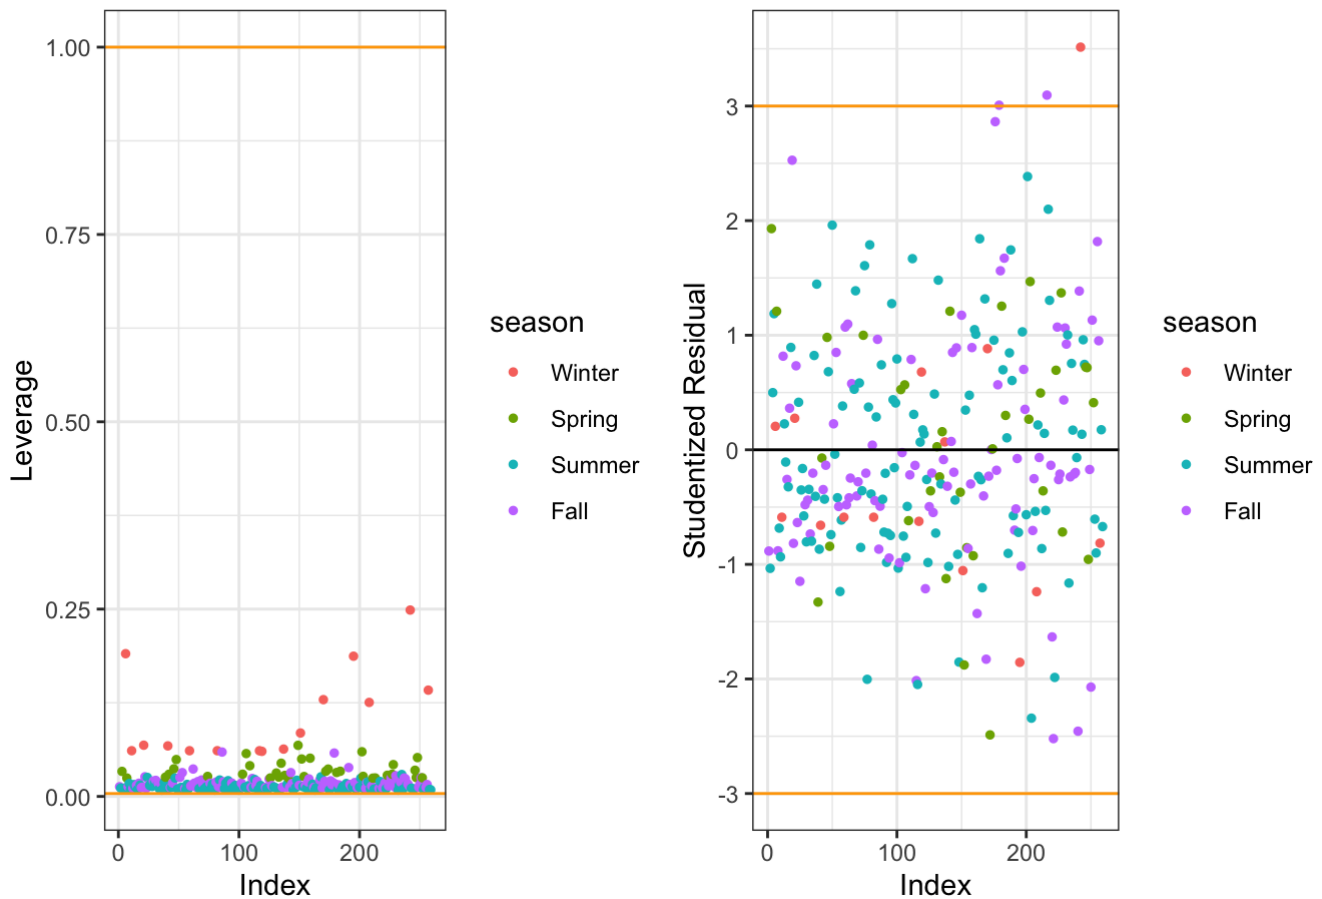 1.00
0.75
0.50
0.25
0.00
Leverage
0
100
200
Index
season
Winter
Spring
Summer
Fall
3
2
1
0
-1
-2
-3
Studentized Residual
0
100
200
Index
season
Winter
Spring
Summer
Fall